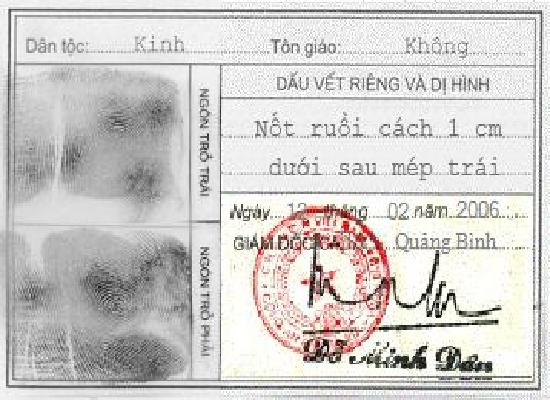 Dân tộc: Kinh Tôn giáo: Không
DẤU VẾT RIÊNG VÀ DỊ HÌNH
Nốt ruồi cách 1 cm
dưới sau mép trái
NGÓN TRỎ TRÁI
NGÓN TRỎ PHẢI
Ngày 12 tháng 02 năm 2006
GIÁM ĐỐC CA Quảng Bình
Đỗ Minh Dân